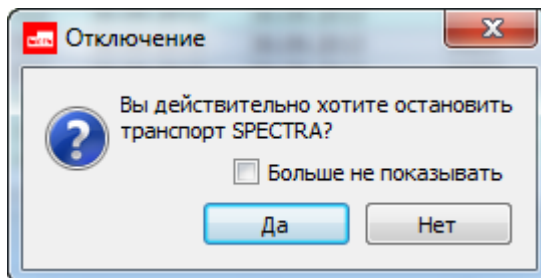 Отключение
Вы действительно хотите остановить
транспорт SPECTRA?
Больше не показывать
Да
Нет